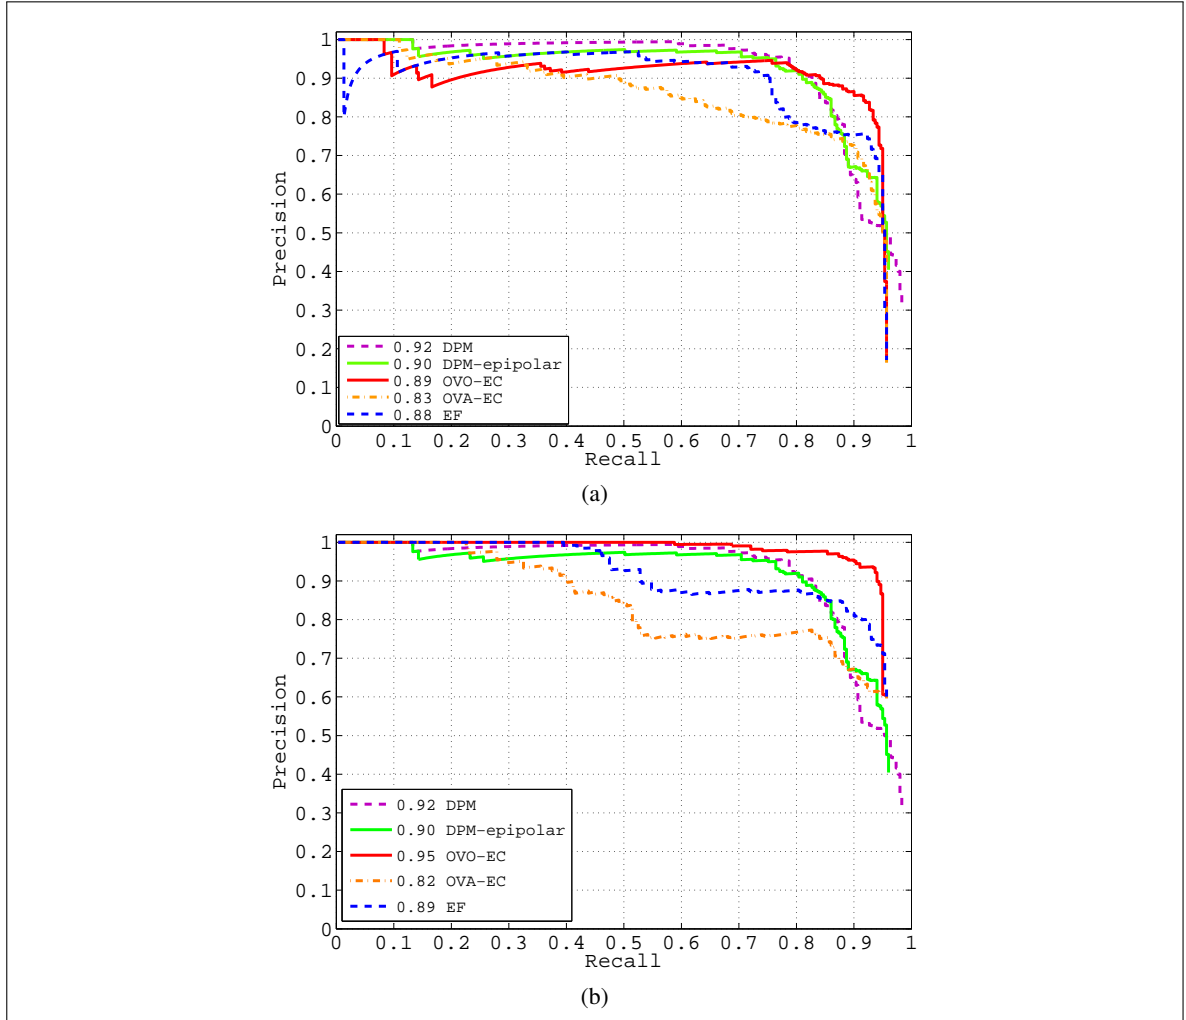 1
0.9
0.8
0.7
0.6
0.5
0.4
0.3
0.2
0.1
0
Precision
0.92 DPM
0.90 DPM-epipolar
0.89 OVO-EC
0.83 OVA-EC
0.88 EF
0 0.1 0.2 0.3 0.4 0.5 0.6 0.7 0.8 0.9 1
Recall
(a)
1
0.9
0.8
0.7
0.6
0.5
0.4
0.3
0.2
0.1
0
Precision
0.92 DPM
0.90 DPM-epipolar
0.95 OVO-EC
0.82 OVA-EC
0.89 EF
0 0.1 0.2 0.3 0.4 0.5 0.6 0.7 0.8 0.9 1
Recall
(b)